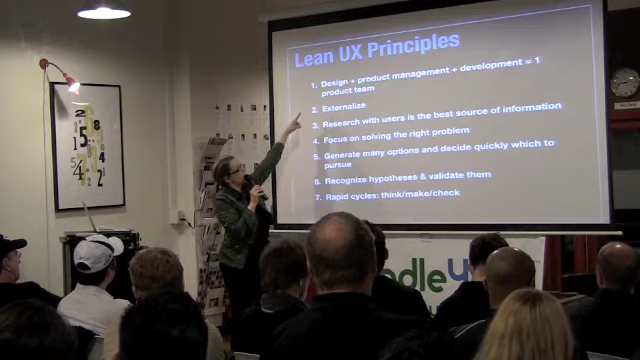 Lean UX Principles
1. Design + product management + development = 1
product team
2. Externalize
3. Research with users is the best source of information
4. Focus on solving the right problem
5. Generate many options and decide quickly which to
pursue
6. Recognize hypotheses & validate them
7. Rapid cycles: think/make/check